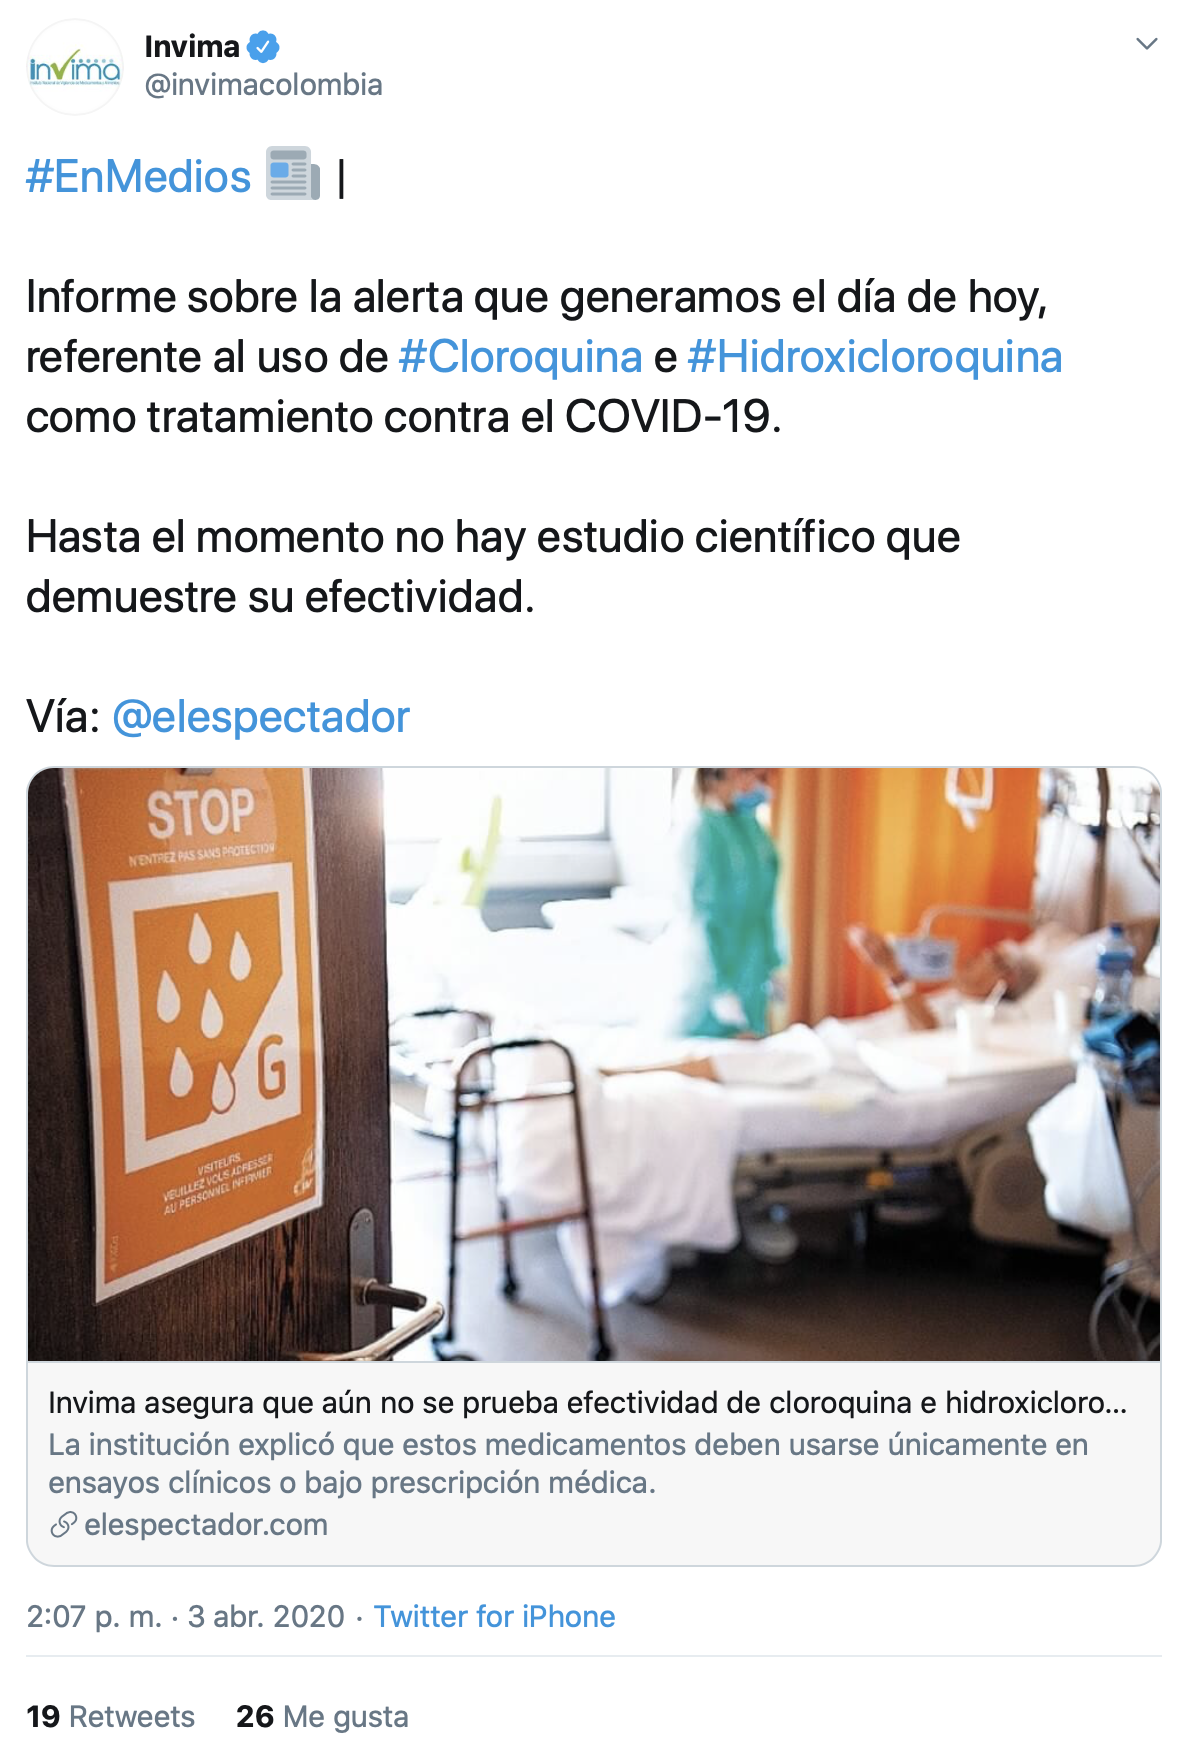 invima
Invima
@invimacolombia
#EnMedios |
Informe sobre la alerta que generamos el día de hoy,
referente al uso de #Cloroquina e #Hidroxicloroquina
como tratamiento contra el COVID-19.
Hasta el momento no hay estudio científico que
demuestre su efectividad.
Vía: @elespectador
STOP
N'ENTREZ PAS SANS PROTECTION
G
VISITEURS,
VEUILLEZ VOUS ADRESSER
AU PERSONNEL INFIRMIER
Invima asegura que aún no se prueba efectividad de cloroquina e hidroxicloro...
La institución explicó que estos medicamentos deben usarse únicamente en
ensayos clínicos o bajo prescripción médica.
elespectador.com
2:07 p. m. · 3 abr. 2020 · Twitter for iPhone
19 Retweets 26 Me gusta